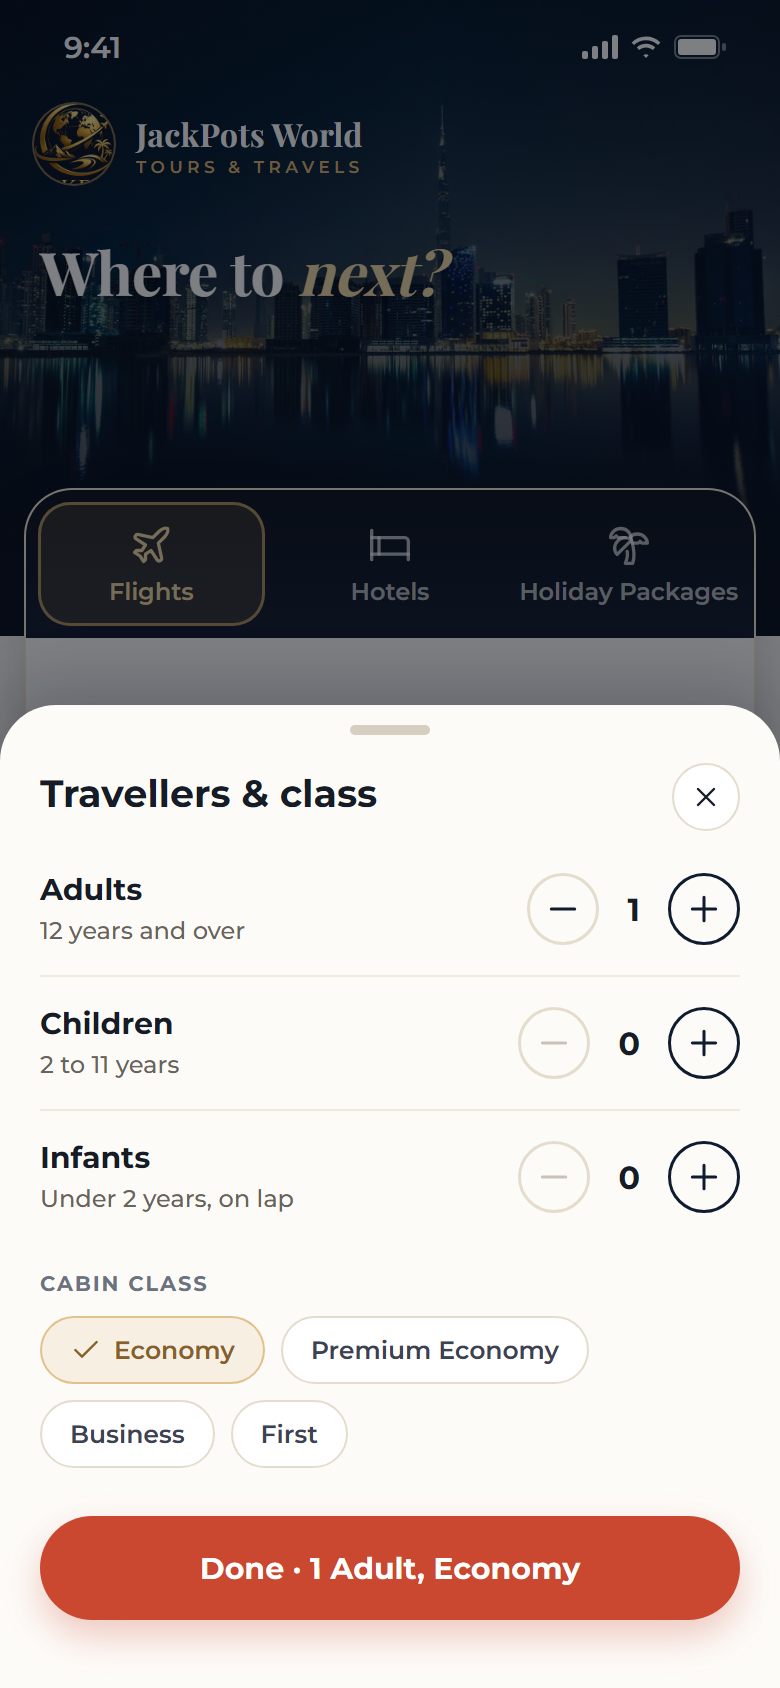 9:41
JackPots World
TOURS & TRAVELS
Where to next?
Flights
Hotels
Holiday Packages
Travellers & class
Adults
12 years and over
1
Children
2 to 11 years
0
Infants
Under 2 years, on lap
0
CABIN CLASS
Economy
Premium Economy
Business
First
Done · 1 Adult, Economy